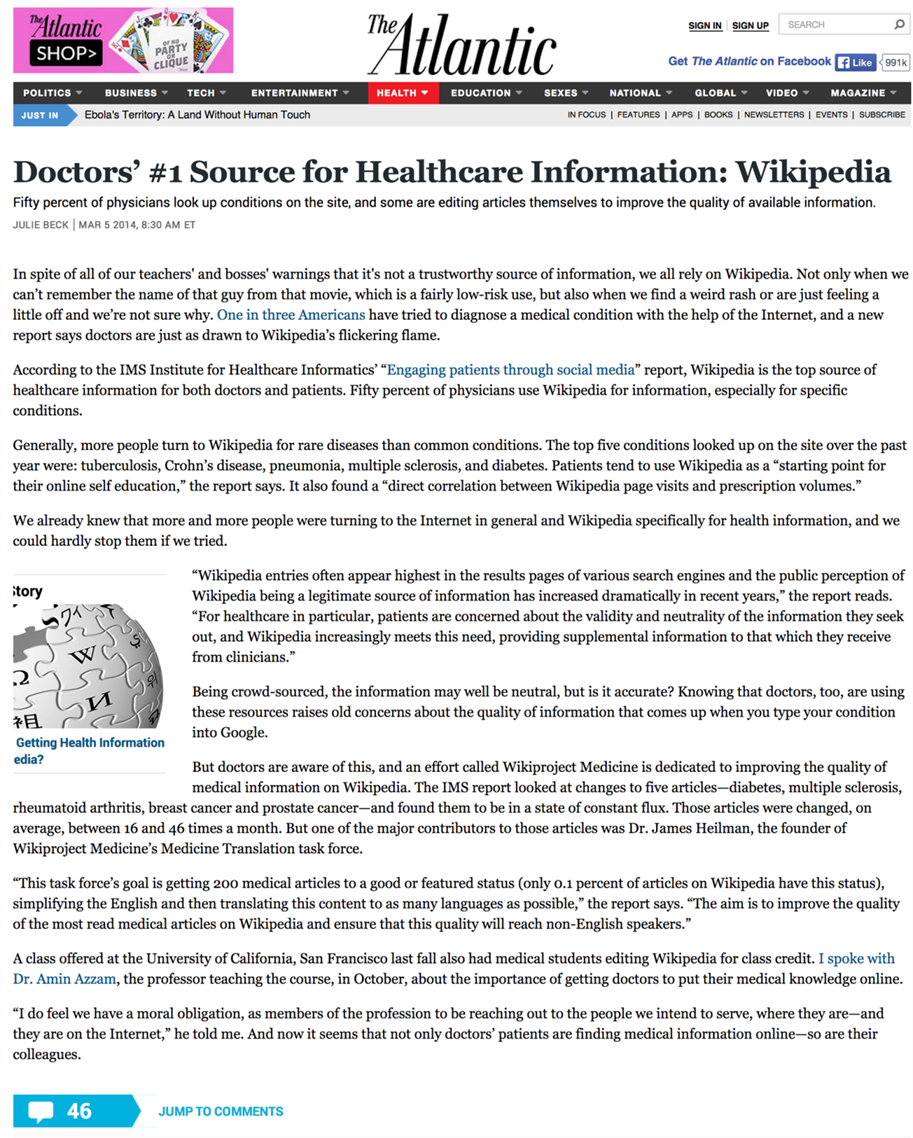 The Atlantic
SHOP>
OF NO
PARTY
OR
CLIQUE
The Atlantic
SIGN IN | SIGN UP
SEARCH
Get The Atlantic on Facebook
f Like 991k
POLITICS BUSINESS TECH ENTERTAINMENT HEALTH EDUCATION SEXES NATIONAL GLOBAL VIDEO MAGAZINE
JUST IN Ebola's Territory: A Land Without Human Touch
IN FOCUS | FEATURES | APPS | BOOKS | NEWSLETTERS | EVENTS | SUBSCRIBE
Doctors’ #1 Source for Healthcare Information: Wikipedia
Fifty percent of physicians look up conditions on the site, and some are editing articles themselves to improve the quality of available information.
JULIE BECK | MAR 5 2014, 8:30 AM ET
In spite of all of our teachers' and bosses' warnings that it's not a trustworthy source of information, we all rely on Wikipedia. Not only when we
can’t remember the name of that guy from that movie, which is a fairly low-risk use, but also when we find a weird rash or are just feeling a
little off and we’re not sure why. One in three Americans have tried to diagnose a medical condition with the help of the Internet, and a new
report says doctors are just as drawn to Wikipedia’s flickering flame.
According to the IMS Institute for Healthcare Informatics’ “Engaging patients through social media” report, Wikipedia is the top source of
healthcare information for both doctors and patients. Fifty percent of physicians use Wikipedia for information, especially for specific
conditions.
Generally, more people turn to Wikipedia for rare diseases than common conditions. The top five conditions looked up on the site over the past
year were: tuberculosis, Crohn’s disease, pneumonia, multiple sclerosis, and diabetes. Patients tend to use Wikipedia as a “starting point for
their online self education,” the report says. It also found a “direct correlation between Wikipedia page visits and prescription volumes.”
We already knew that more and more people were turning to the Internet in general and Wikipedia specifically for health information, and we
could hardly stop them if we tried.
Story
Ω W И 祖 위 $
Getting Health Information
edia?
“Wikipedia entries often appear highest in the results pages of various search engines and the public perception of
Wikipedia being a legitimate source of information has increased dramatically in recent years,” the report reads.
“For healthcare in particular, patients are concerned about the validity and neutrality of the information they seek
out, and Wikipedia increasingly meets this need, providing supplemental information to that which they receive
from clinicians.”
Being crowd-sourced, the information may well be neutral, but is it accurate? Knowing that doctors, too, are using
these resources raises old concerns about the quality of information that comes up when you type your condition
into Google.
But doctors are aware of this, and an effort called Wikiproject Medicine is dedicated to improving the quality of
medical information on Wikipedia. The IMS report looked at changes to five articles—diabetes, multiple sclerosis,
rheumatoid arthritis, breast cancer and prostate cancer—and found them to be in a state of constant flux. Those articles were changed, on
average, between 16 and 46 times a month. But one of the major contributors to those articles was Dr. James Heilman, the founder of
Wikiproject Medicine’s Medicine Translation task force.
“This task force’s goal is getting 200 medical articles to a good or featured status (only 0.1 percent of articles on Wikipedia have this status),
simplifying the English and then translating this content to as many languages as possible,” the report says. “The aim is to improve the quality
of the most read medical articles on Wikipedia and ensure that this quality will reach non-English speakers.”
A class offered at the University of California, San Francisco last fall also had medical students editing Wikipedia for class credit. I spoke with
Dr. Amin Azzam, the professor teaching the course, in October, about the importance of getting doctors to put their medical knowledge online.
“I do feel we have a moral obligation, as members of the profession to be reaching out to the people we intend to serve, where they are—and
they are on the Internet,” he told me. And now it seems that not only doctors’ patients are finding medical information online—so are their
colleagues.
46 JUMP TO COMMENTS